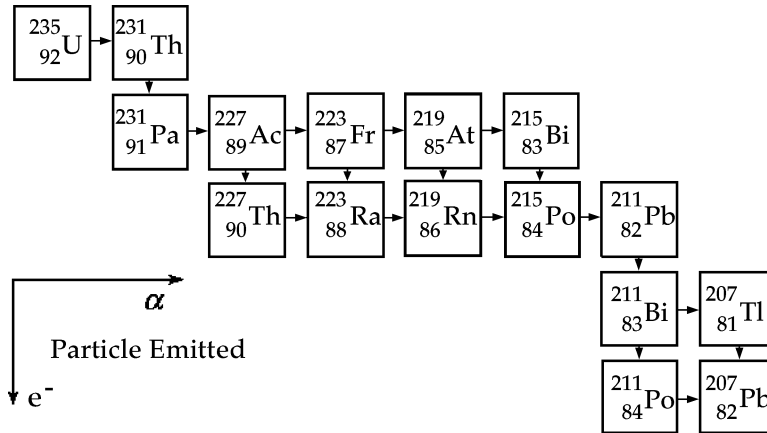 235 92 U 231 90 Th
231 91 Pa 227 89 Ac 223 87 Fr 219 85 At 215 83 Bi
227 90 Th 223 88 Ra 219 86 Rn 215 84 Po 211 82 Pb
α
211 83 Bi 207 81 Tl
Particle Emitted
e⁻
211 84 Po 207 82 Pb